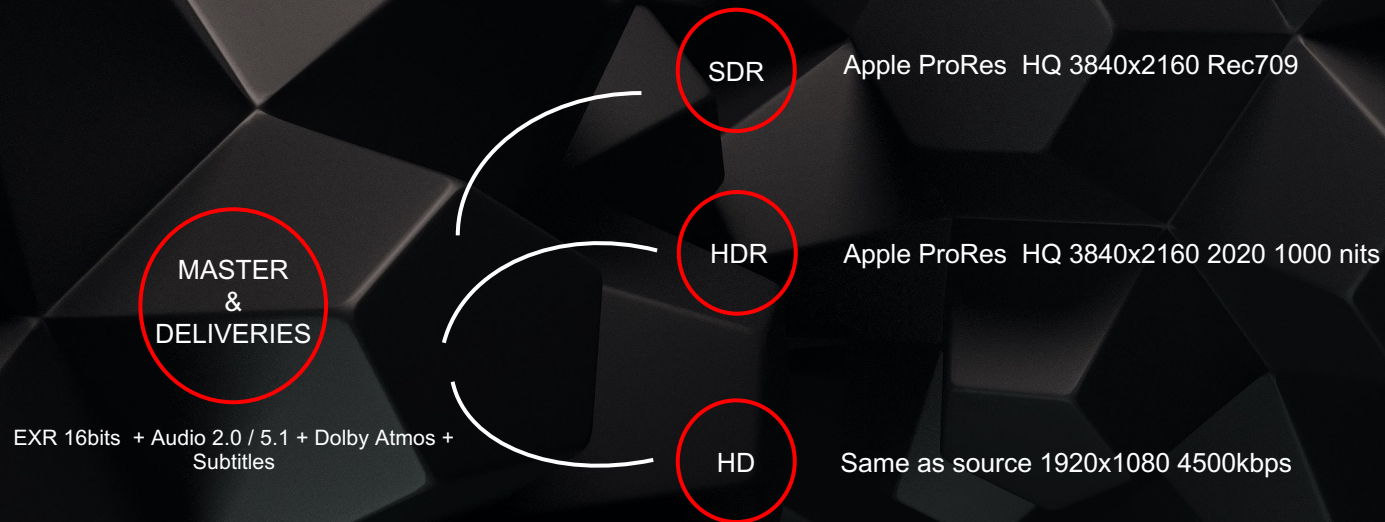 SDR
Apple ProRes  HQ 3840x2160 Rec709
HDR
Apple ProRes  HQ 3840x2160 2020 1000 nits
MASTER
&
DELIVERIES
EXR 16bits  + Audio 2.0 / 5.1 + Dolby Atmos +
Subtitles
HD
Same as source 1920x1080 4500kbps